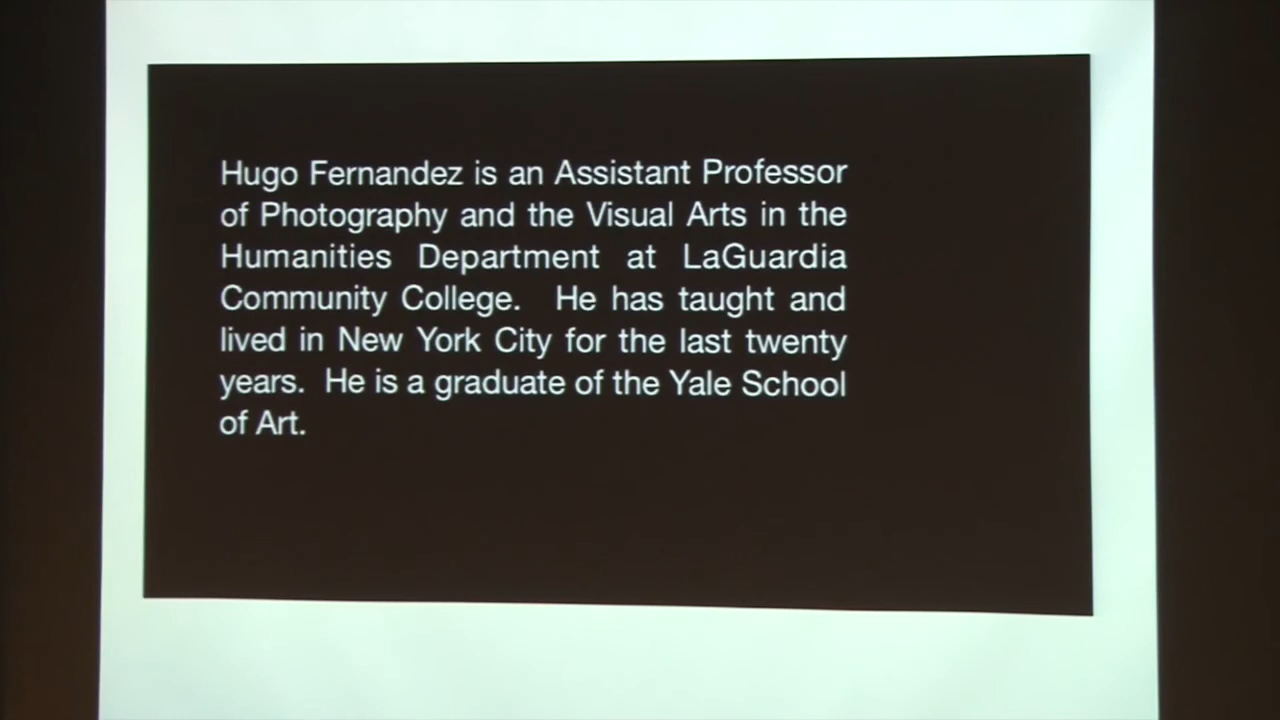 Hugo Fernandez is an Assistant Professor
of Photography and the Visual Arts in the
Humanities Department at LaGuardia
Community College.  He has taught and
lived in New York City for the last twenty
years.  He is a graduate of the Yale School
of Art.